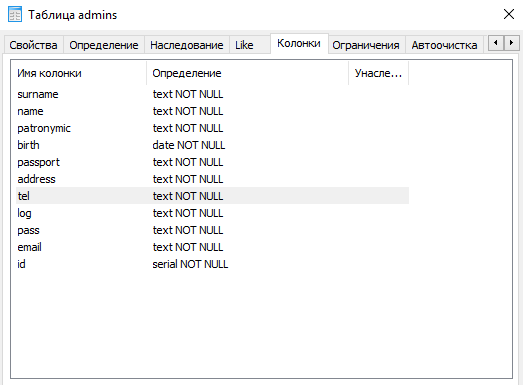 Таблица admins
Свойства Определение Наследование Like Колонки Ограничения Автоочистка
Имя колонки Определение Унасле...
surname text NOT NULL
name text NOT NULL
patronymic text NOT NULL
birth date NOT NULL
passport text NOT NULL
address text NOT NULL
tel text NOT NULL
log text NOT NULL
pass text NOT NULL
email text NOT NULL
id serial NOT NULL